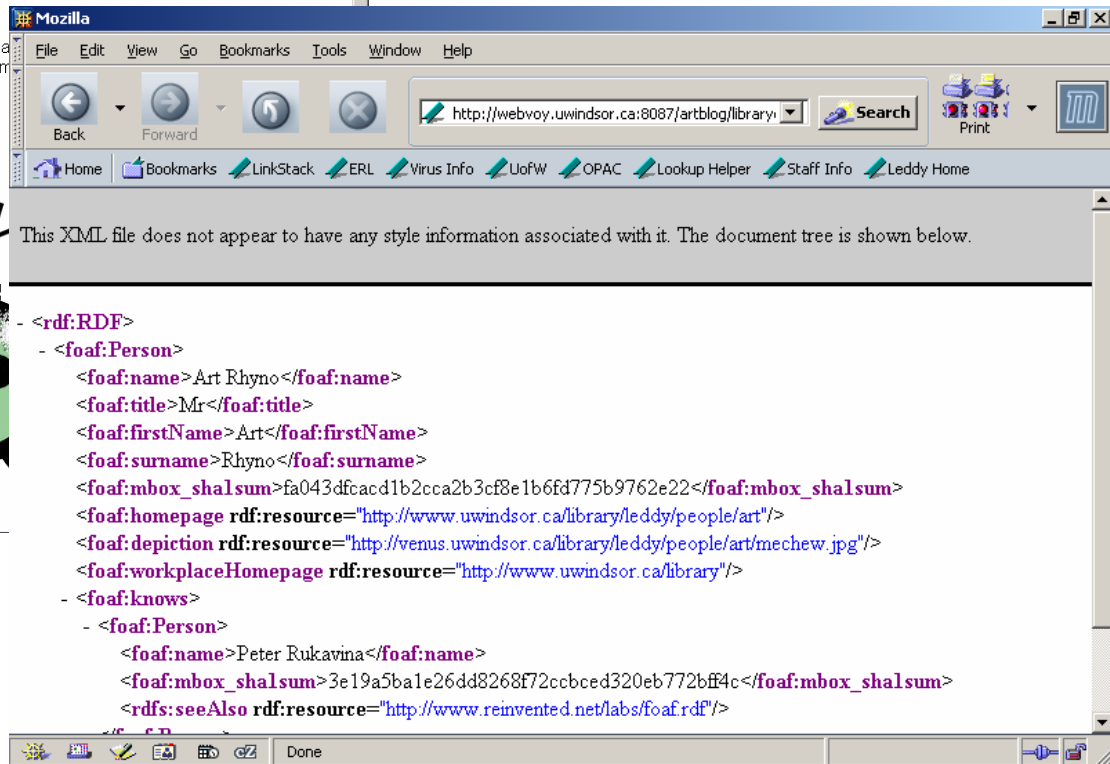 Mozilla
File Edit View Go Bookmarks Tools Window Help
http://webvoy.uwindsor.ca:8087/artblog/library Search
Back Forward Print
Home Bookmarks LinkStack ERL Virus Info UofW OPAC Lookup Helper Staff Info Leddy Home
This XML file does not appear to have any style information associated with it. The document tree is shown below.
- <rdf:RDF>
- <foaf:Person>
<foaf:name>Art Rhyno</foaf:name>
<foaf:title>Mr</foaf:title>
<foaf:firstName>Art</foaf:firstName>
<foaf:surname>Rhyno</foaf:surname>
<foaf:mbox_sha1sum>fa043dfcacd1b2cca2b3cf8e1b6fd775b9762e22</foaf:mbox_sha1sum>
<foaf:homepage rdf:resource="http://www.uwindsor.ca/library/leddy/people/art"/>
<foaf:depiction rdf:resource="http://venus.uwindsor.ca/library/leddy/people/art/mechew.jpg"/>
<foaf:workplaceHomepage rdf:resource="http://www.uwindsor.ca/library"/>
- <foaf:knows>
- <foaf:Person>
<foaf:name>Peter Rukavina</foaf:name>
<foaf:mbox_sha1sum>3e19a5ba1e26dd8268f72ccbced320eb772bff4c</foaf:mbox_sha1sum>
<rdfs:seeAlso rdf:resource="http://www.reinvented.net/labs/foaf.rdf"/>
Done